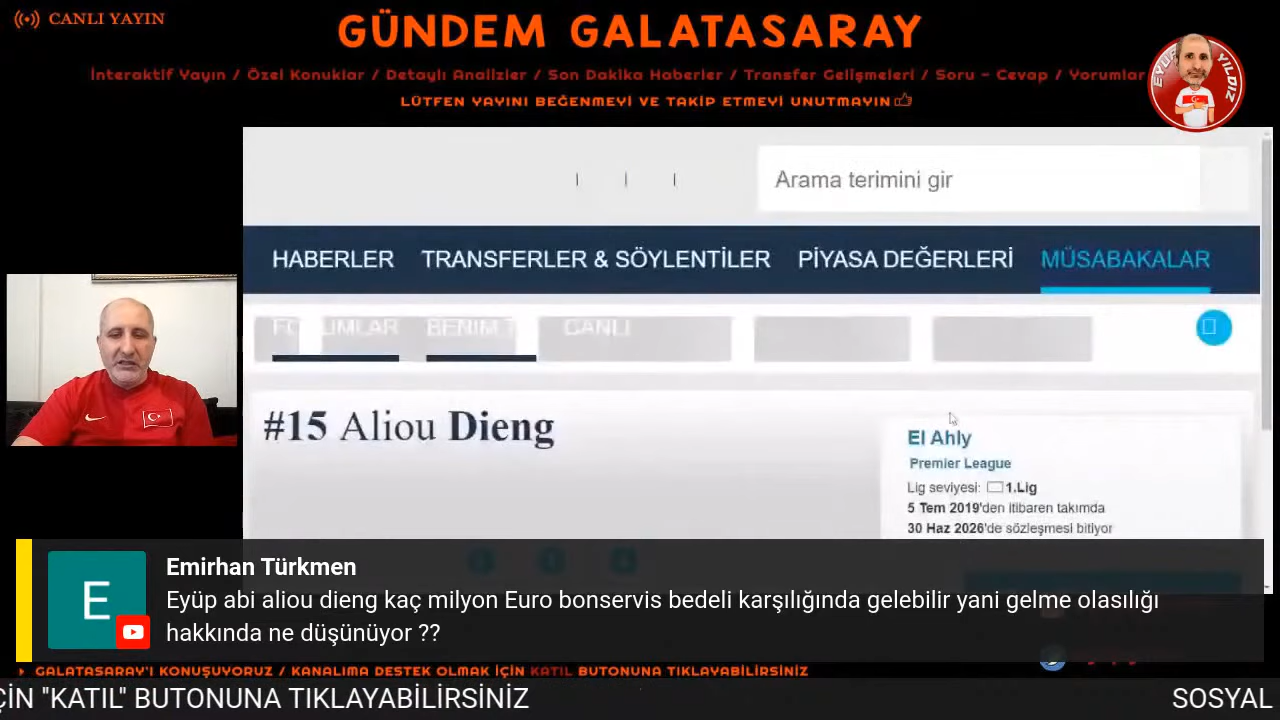 CANLI YAYIN
GÜNDEM GALATASARAY
İnteraktif Yayın / Özel Konuklar / Detaylı Analizler / Son Dakika Haberler / Transfer Gelişmeleri / Soru - Cevap / Yorumlar
LÜTFEN YAYINI BEĞENMEYİ VE TAKİP ETMEYİ UNUTMAYIN
EYÜP YILDIZ
Arama terimini gir
HABERLER TRANSFERLER & SÖYLENTİLER PİYASA DEĞERLERİ MÜSABAKALAR
CANLI
#15 Aliou Dieng
El Ahly
Premier League
Lig seviyesi: 1.Lig
5 Tem 2019'den itibaren takımda
30 Haz 2026'de sözleşmesi bitiyor
E
Emirhan Türkmen
Eyüp abi aliou dieng kaç milyon Euro bonservis bedeli karşılığında gelebilir yani gelme olasılığı
hakkında ne düşünüyor ??
GALATASARAY'I KONUŞUYORUZ / KANALIMA DESTEK OLMAK İÇİN KATIL BUTONUNA TIKLAYABİLİRSİNİZ
ÇİN "KATIL" BUTONUNA TIKLAYABİLİRSİNİZ SOSYAL